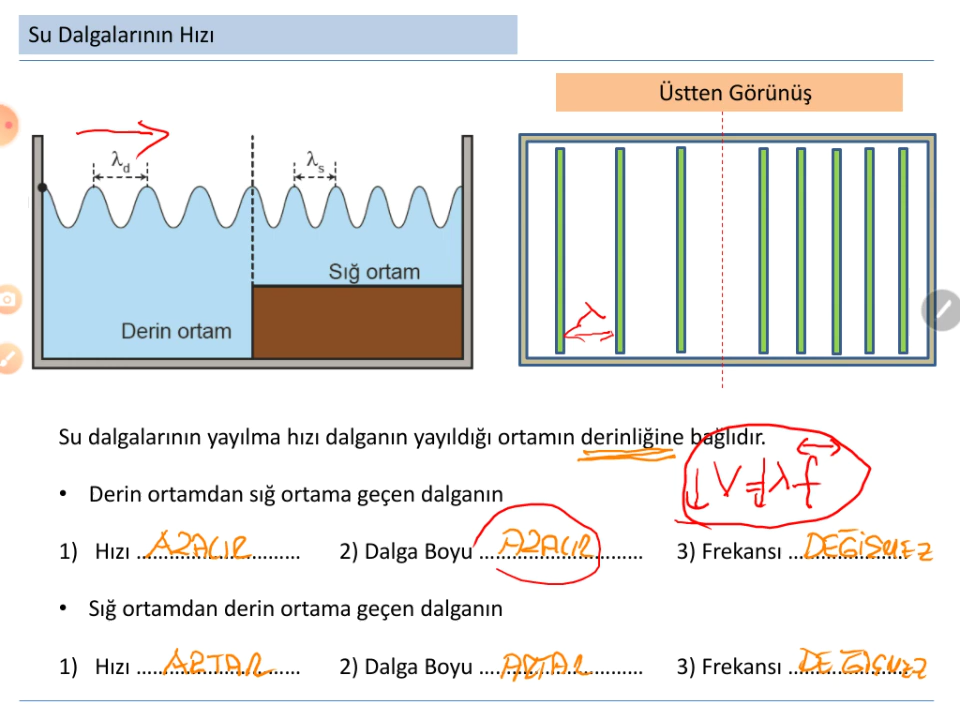 Su Dalgalarının Hızı
Üstten Görünüş
λd
λs
Sığ ortam
Derin ortam
λ
Su dalgalarının yayılma hızı dalganın yayıldığı ortamın derinliğine bağlıdır.
V=λf
• Derin ortamdan sığ ortama geçen dalganın
1) Hızı AZALIR 2) Dalga Boyu AZALIR 3) Frekansı DEĞİŞMEZ
• Sığ ortamdan derin ortama geçen dalganın
1) Hızı ARTAR 2) Dalga Boyu ARTAR 3) Frekansı DEĞİŞMEZ